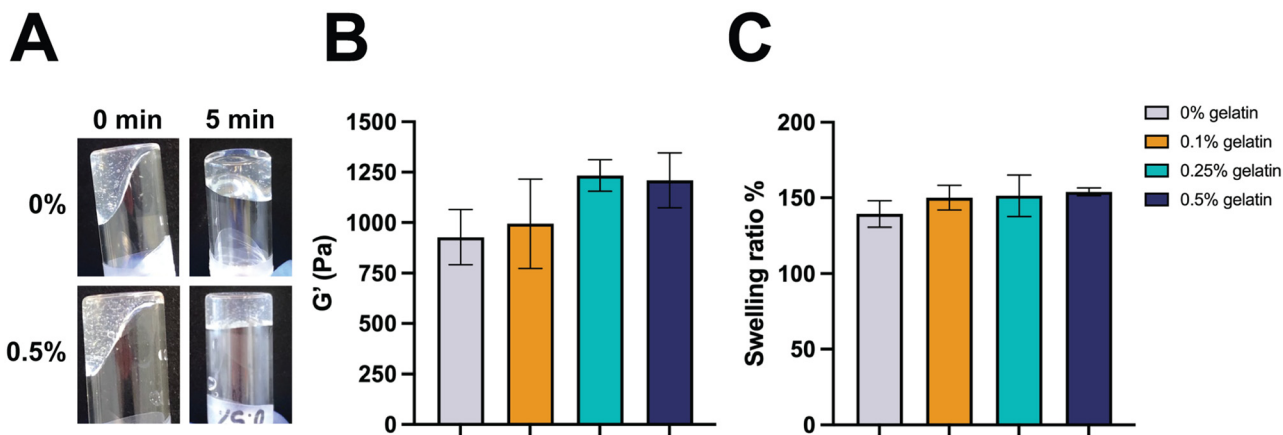 A
0 min
5 min
0%
0.5%
B
G' (Pa)
1500
1250
1000
750
500
250
0
C
Swelling ratio %
200
150
100
50
0
0% gelatin
0.1% gelatin
0.25% gelatin
0.5% gelatin